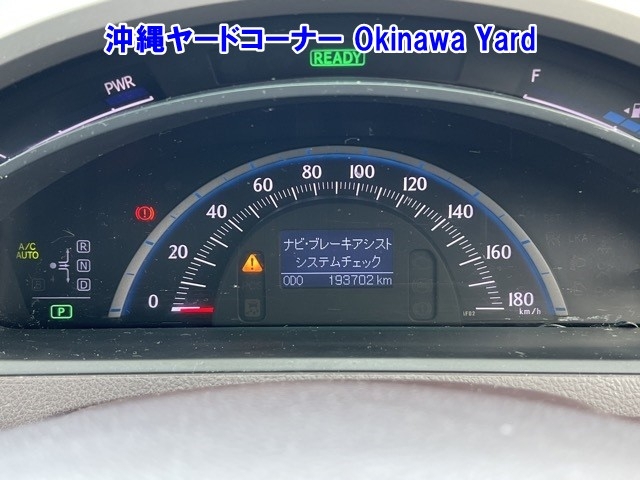 沖縄ヤードコーナー Okinawa Yard
READY
PWR
F
0 20 40 60 80 100 120 140 160 180
km/h
A/C
AUTO
R
N
D
B
P
ナビ・ブレーキアシスト
システムチェック
ODO 193702 km